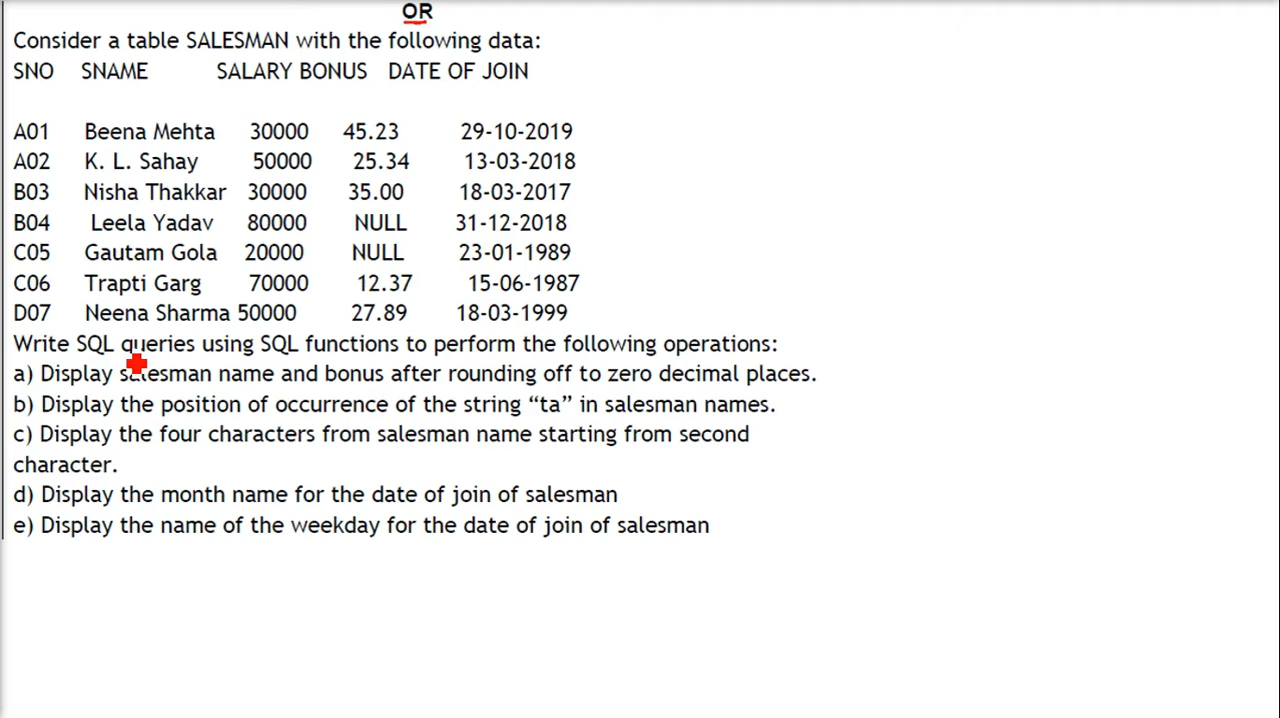 OR
Consider a table SALESMAN with the following data:
SNO SNAME SALARY BONUS DATE OF JOIN
A01 Beena Mehta 30000 45.23 29-10-2019
A02 K. L. Sahay 50000 25.34 13-03-2018
B03 Nisha Thakkar 30000 35.00 18-03-2017
B04 Leela Yadav 80000 NULL 31-12-2018
C05 Gautam Gola 20000 NULL 23-01-1989
C06 Trapti Garg 70000 12.37 15-06-1987
D07 Neena Sharma 50000 27.89 18-03-1999
Write SQL queries using SQL functions to perform the following operations:
a) Display salesman name and bonus after rounding off to zero decimal places.
b) Display the position of occurrence of the string “ta” in salesman names.
c) Display the four characters from salesman name starting from second
character.
d) Display the month name for the date of join of salesman
e) Display the name of the weekday for the date of join of salesman